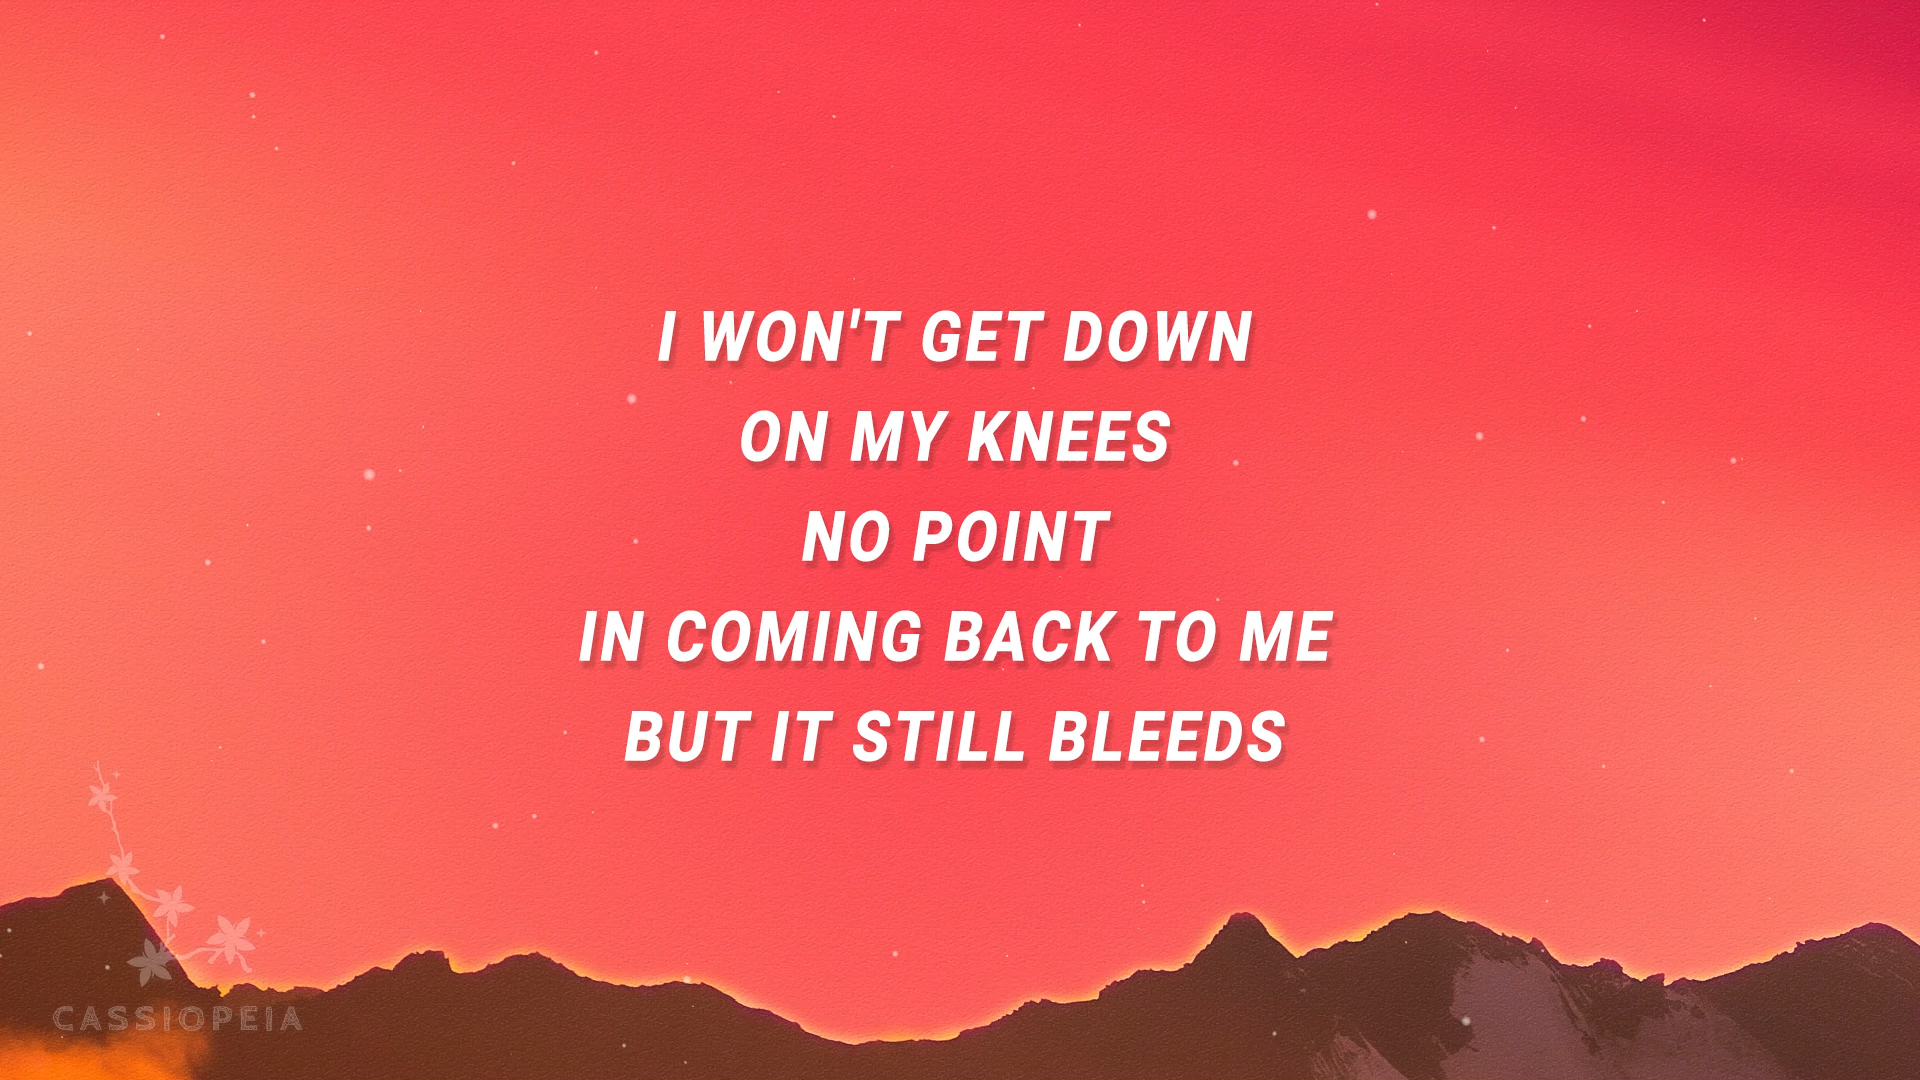 I WON'T GET DOWN
ON MY KNEES
NO POINT
IN COMING BACK TO ME
BUT IT STILL BLEEDS
CASSIOPEIA